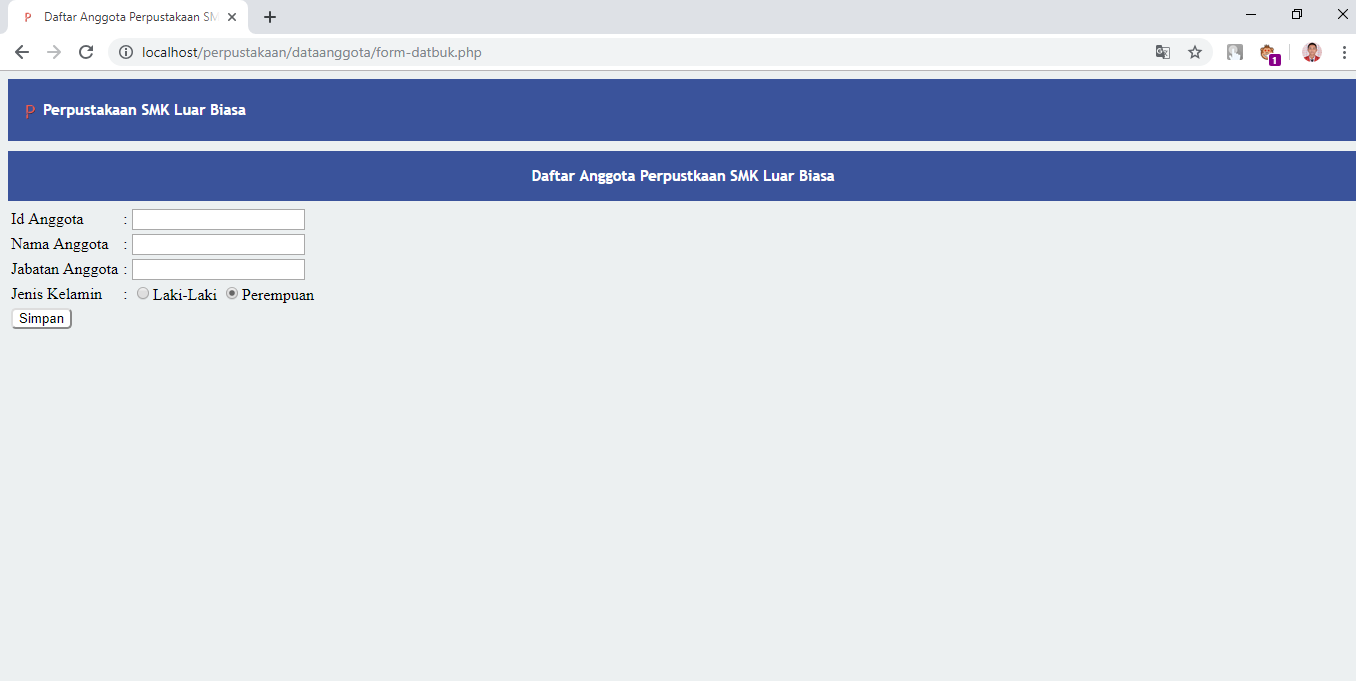 P Daftar Anggota Perpustakaan SM
localhost/perpustakaan/dataanggota/form-datbuk.php
1
P Perpustakaan SMK Luar Biasa
Daftar Anggota Perpustkaan SMK Luar Biasa
Id Anggota :
Nama Anggota :
Jabatan Anggota :
Jenis Kelamin : Laki-Laki Perempuan
Simpan